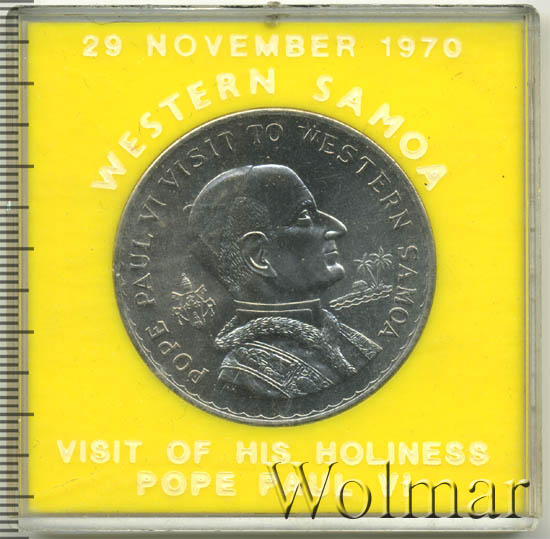 29 NOVEMBER 1970
WESTERN SAMOA
POPE PAUL VI VISIT TO WESTERN SAMOA
VISIT OF HIS HOLINESS
POPE PAUL VI
Wolmar